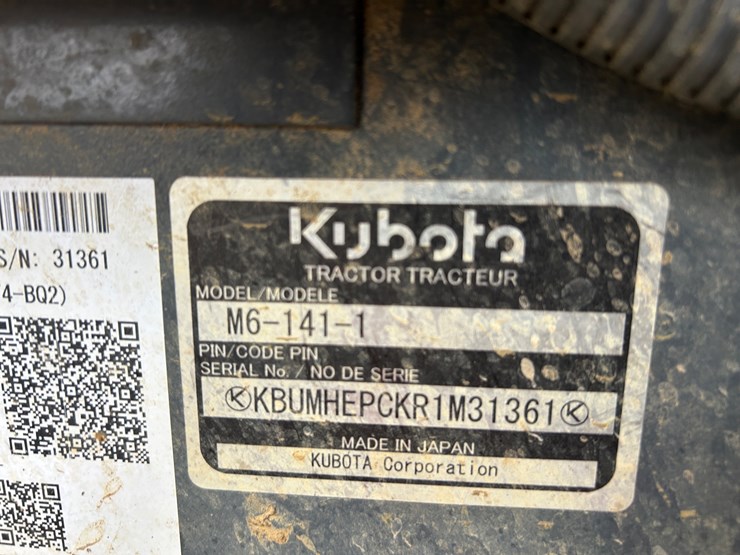 S/N: 31361
4-BQ2)
Kubota
TRACTOR TRACTEUR
MODEL/MODELE
M6-141-1
PIN/CODE PIN
SERIAL No. / NO DE SERIE
KBUMHEPCKR1M31361
MADE IN JAPAN
KUBOTA Corporation